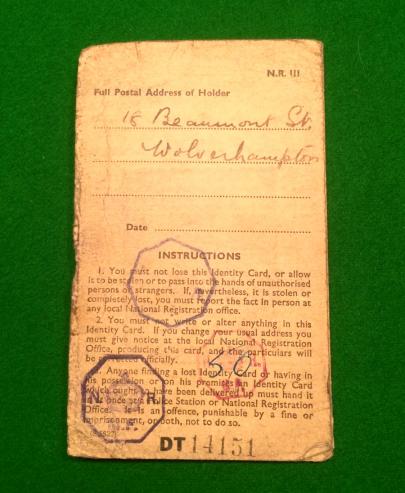 N.R. III
Full Postal Address of Holder
18 Beaumont St.
Wolverhampton
Date
INSTRUCTIONS
1. You must not lose this Identity Card, or allow
it to be stolen or to pass into the hands of unauthorised
persons or strangers. If, nevertheless, it is stolen or
completely lost, you must report the fact in person at
any local National Registration office.
2. You must not write or alter anything in this
Identity Card. If you change your usual address you
must give notice at the local National Registration
Office, producing this card, and the particulars will
be corrected officially.
3. Anyone finding a lost Identity Card or having in
his possession or on his premises an Identity Card
which ought to have been delivered up must hand it
in at once at a Police Station or National Registration
Office. It is an offence, punishable by a fine or
imprisonment, or both, not to do so.
N. R.
DT 14151